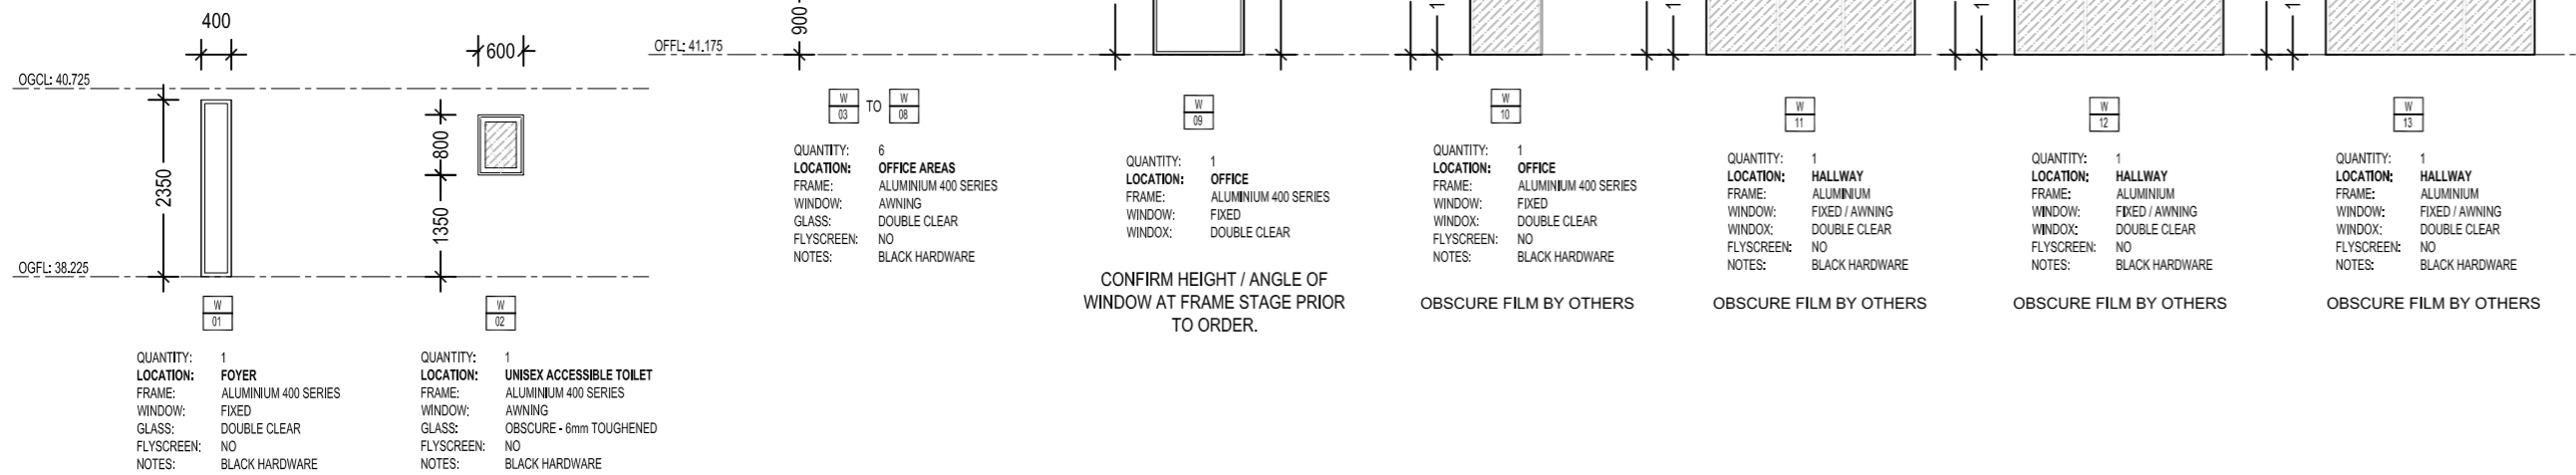 400
600
900
OFFL: 41.175
OGCL: 40.725
2350
800
1350
OGFL: 38.225
W
01
QUANTITY: 1
LOCATION: FOYER
FRAME: ALUMINIUM 400 SERIES
WINDOW: FIXED
GLASS: DOUBLE CLEAR
FLYSCREEN: NO
NOTES: BLACK HARDWARE
W
02
QUANTITY: 1
LOCATION: UNISEX ACCESSIBLE TOILET
FRAME: ALUMINIUM 400 SERIES
WINDOW: AWNING
GLASS: OBSCURE - 6mm TOUGHENED
FLYSCREEN: NO
NOTES: BLACK HARDWARE
W TO W
03 08
QUANTITY: 6
LOCATION: OFFICE AREAS
FRAME: ALUMINIUM 400 SERIES
WINDOW: AWNING
GLASS: DOUBLE CLEAR
FLYSCREEN: NO
NOTES: BLACK HARDWARE
W
09
QUANTITY: 1
LOCATION: OFFICE
FRAME: ALUMINIUM 400 SERIES
WINDOW: FIXED
WINDOX: DOUBLE CLEAR
CONFIRM HEIGHT / ANGLE OF
WINDOW AT FRAME STAGE PRIOR
TO ORDER.
W
10
QUANTITY: 1
LOCATION: OFFICE
FRAME: ALUMINIUM 400 SERIES
WINDOW: FIXED
WINDOX: DOUBLE CLEAR
FLYSCREEN: NO
NOTES: BLACK HARDWARE
OBSCURE FILM BY OTHERS
W
11
QUANTITY: 1
LOCATION: HALLWAY
FRAME: ALUMINIUM
WINDOW: FIXED / AWNING
WINDOX: DOUBLE CLEAR
FLYSCREEN: NO
NOTES: BLACK HARDWARE
OBSCURE FILM BY OTHERS
W
12
QUANTITY: 1
LOCATION: HALLWAY
FRAME: ALUMINIUM
WINDOW: FIXED / AWNING
WINDOX: DOUBLE CLEAR
FLYSCREEN: NO
NOTES: BLACK HARDWARE
OBSCURE FILM BY OTHERS
W
13
QUANTITY: 1
LOCATION: HALLWAY
FRAME: ALUMINIUM
WINDOW: FIXED / AWNING
WINDOX: DOUBLE CLEAR
FLYSCREEN: NO
NOTES: BLACK HARDWARE
OBSCURE FILM BY OTHERS